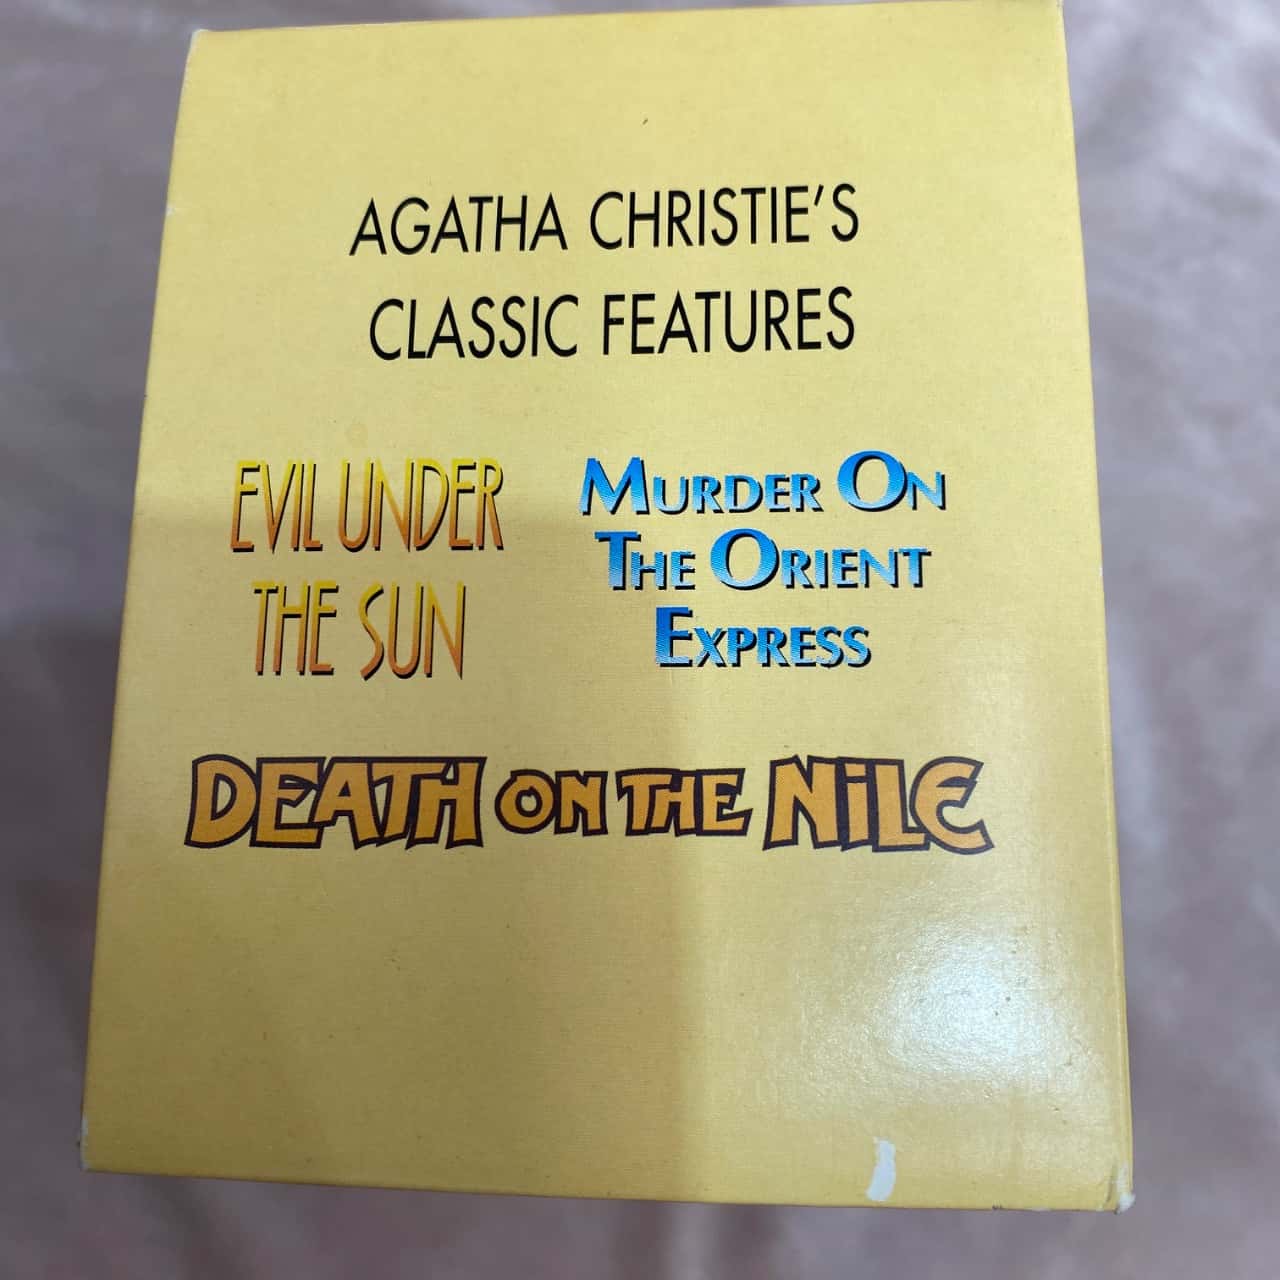 AGATHA CHRISTIE'S
CLASSIC FEATURES
EVIL UNDER
THE SUN
MURDER ON
THE ORIENT
EXPRESS
DEATH ON THE NiLE